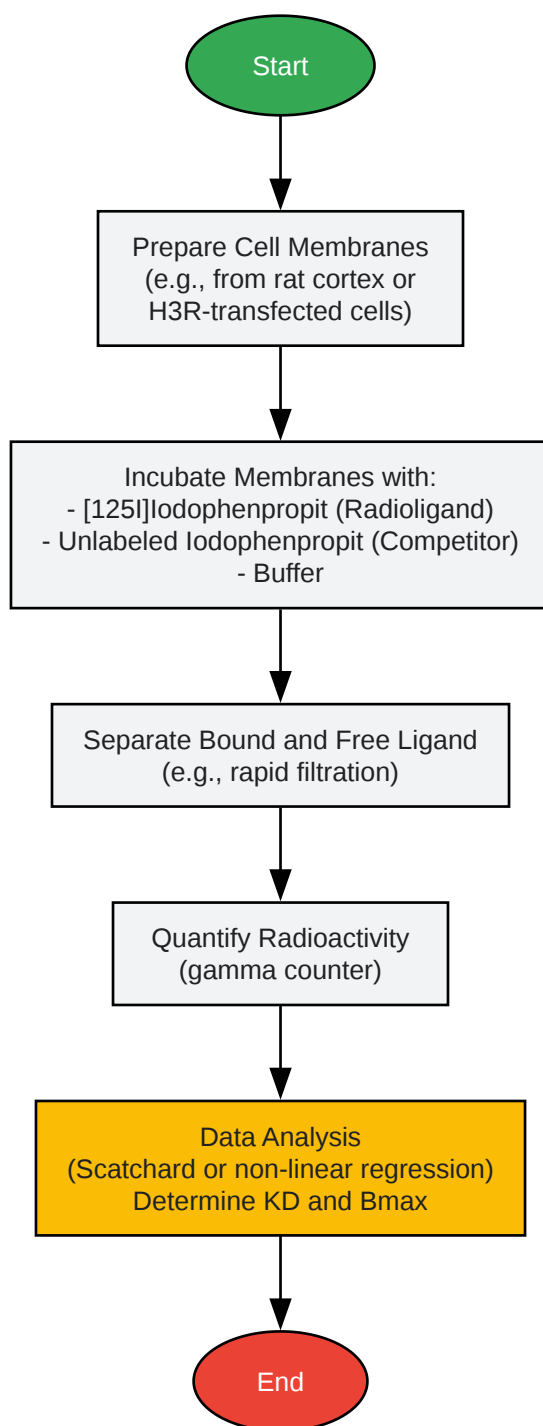 Start
Prepare Cell Membranes
(e.g., from rat cortex or
H3R-transfected cells)
Incubate Membranes with:
- [125I]Iodophenpropit (Radioligand)
- Unlabeled Iodophenpropit (Competitor)
- Buffer
Separate Bound and Free Ligand
(e.g., rapid filtration)
Quantify Radioactivity
(gamma counter)
Data Analysis
(Scatchard or non-linear regression)
Determine KD and Bmax
End